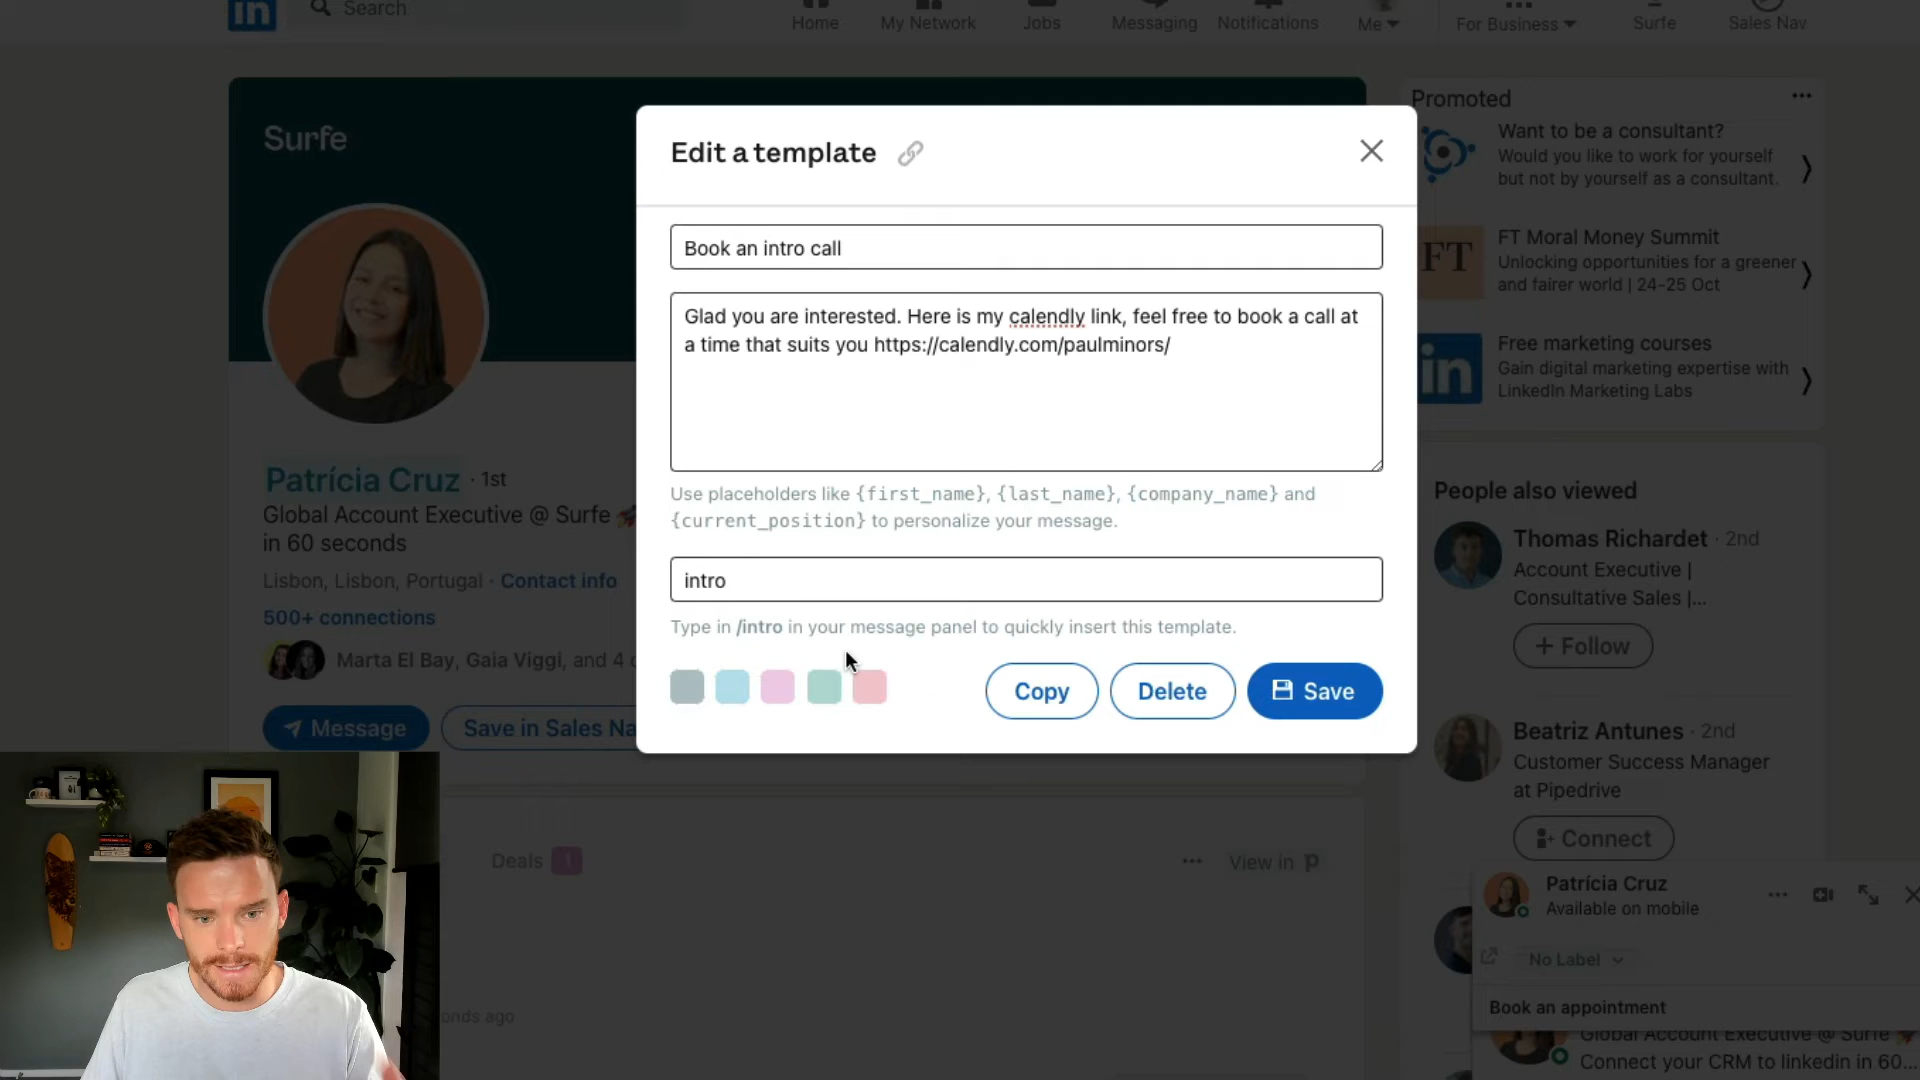 in
Search
Home
My Network
Jobs
Messaging
Notifications
Me
For Business
Surfe
Sales Nav
Surfe
Patrícia Cruz · 1st
Global Account Executive @ Surfe 🚀
in 60 seconds
Lisbon, Lisbon, Portugal · Contact info
500+ connections
Marta El Bay, Gaia Viggi, and 4
Message
Save in Sales Na
Edit a template
Book an intro call
Glad you are interested. Here is my calendly link, feel free to book a call at
a time that suits you https://calendly.com/paulminors/
Use placeholders like {first_name}, {last_name}, {company_name} and
{current_position} to personalize your message.
intro
Type in /intro in your message panel to quickly insert this template.
Copy
Delete
Save
Promoted
Want to be a consultant?
Would you like to work for yourself
but not by yourself as a consultant.
FT
FT Moral Money Summit
Unlocking opportunities for a greener
and fairer world | 24-25 Oct
in
Free marketing courses
Gain digital marketing expertise with
LinkedIn Marketing Labs
People also viewed
Thomas Richardet · 2nd
Account Executive |
Consultative Sales |...
+ Follow
Beatriz Antunes · 2nd
Customer Success Manager
at Pipedrive
Connect
Deals 1
View in p
onds ago
Patrícia Cruz
Available on mobile
No Label
Book an appointment
Global Account Executive @ Surfe 🚀
Connect your CRM to linkedin in 60...